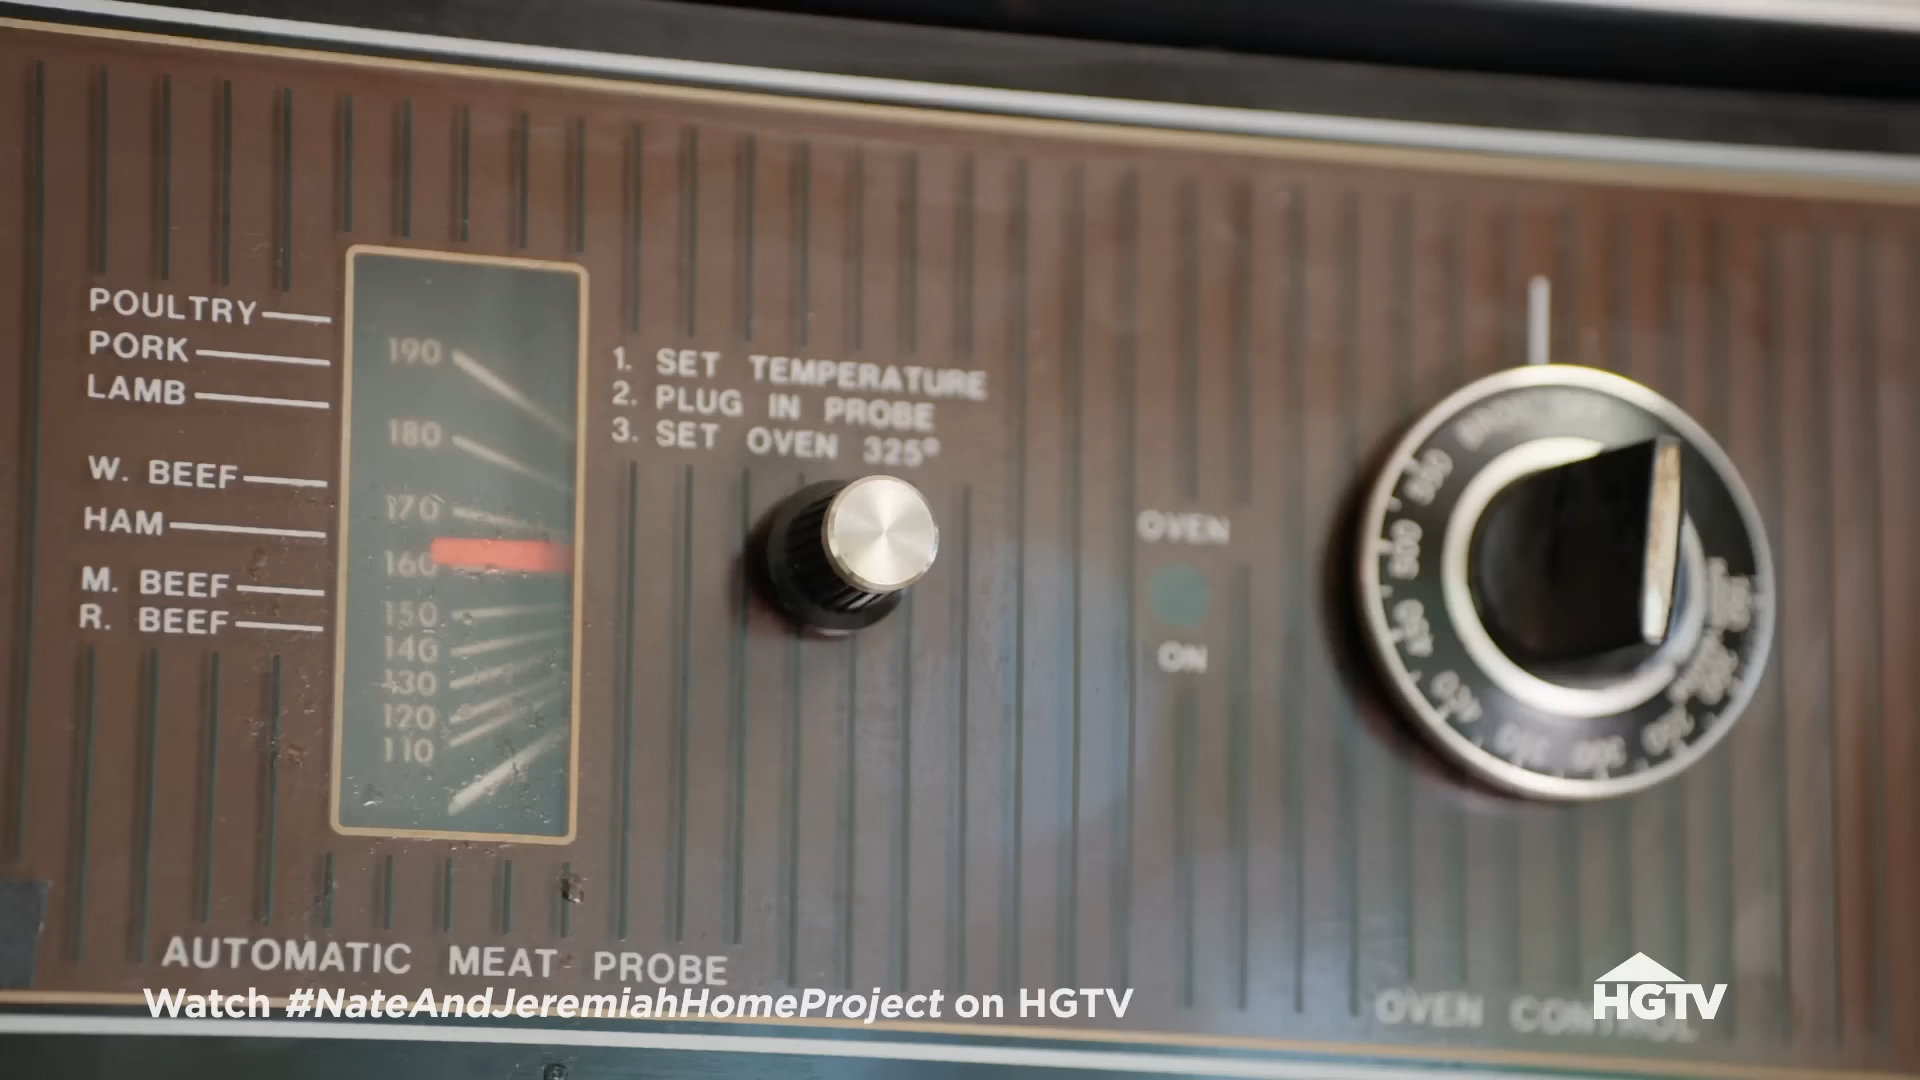 POULTRY
PORK
LAMB
W. BEEF
HAM
M. BEEF
R. BEEF
190
180
170
160
150
140
130
120
110
1. SET TEMPERATURE
2. PLUG IN PROBE
3. SET OVEN 325°
OVEN
ON
AUTOMATIC MEAT PROBE
OVEN CONTROL
Watch #NateAndJeremiahHomeProject on HGTV
HGTV